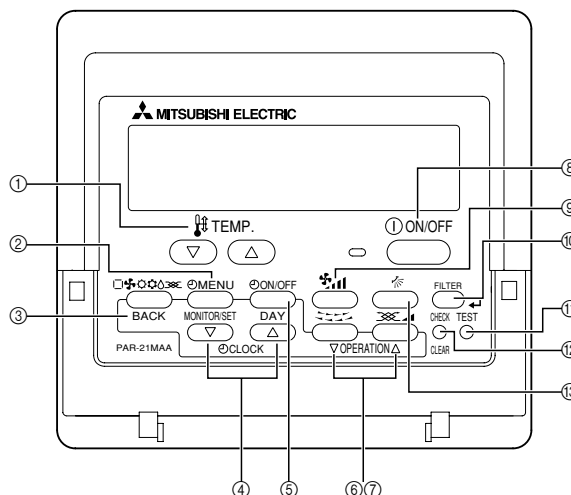 MITSUBISHI ELECTRIC
⑧
① TEMP. ON/OFF
⑨
② ⑩
MENU ON/OFF FILTER
③ BACK MONITOR/SET DAY CHECK TEST ⑪
PAR-21MAA CLOCK ▽OPERATION△ CLEAR ⑫
⑬
④ ⑤ ⑥⑦